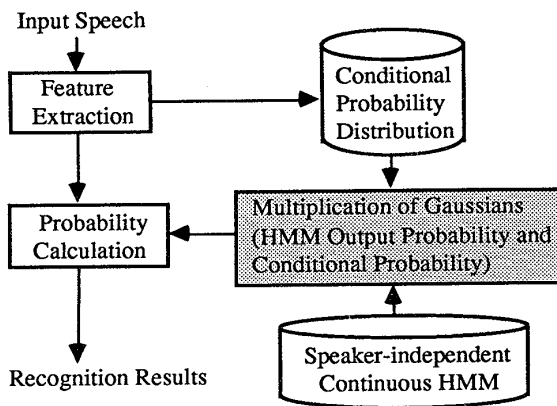 Input Speech
Feature
Extraction
Conditional
Probability
Distribution
Probability
Calculation
Multiplication of Gaussians
(HMM Output Probability and
Conditional Probability)
Speaker-independent
Continuous HMM
Recognition Results